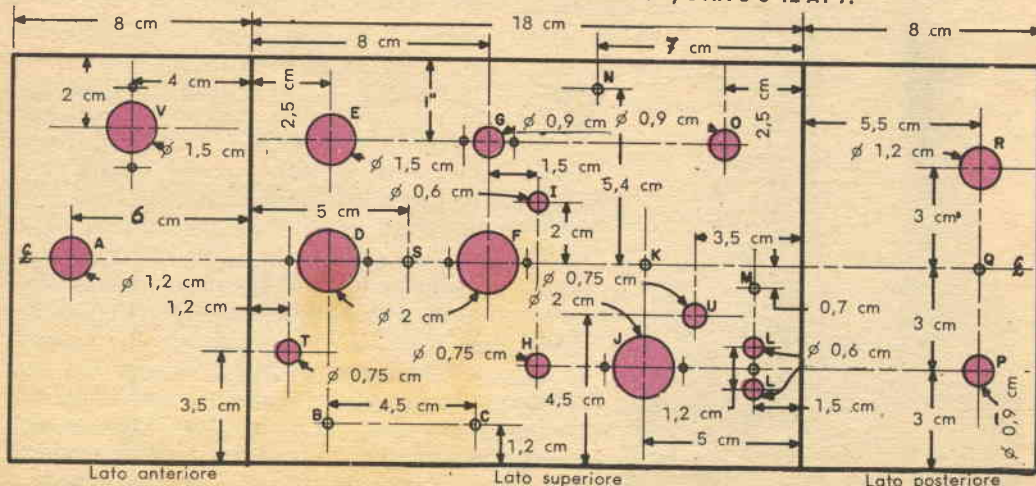 8 cm
18 cm
8 cm
8 cm
7 cm
2 cm
4 cm
2,5 cm
1"
N
2,5 cm
5,5 cm
V
E
G
Ø 0,9 cm
Ø 0,9 cm
O
R
Ø 1,5 cm
Ø 1,5 cm
1,5 cm
Ø 1,2 cm
Ø 0,6 cm
I
5,4 cm
6 cm
5 cm
2 cm
3,5 cm
3 cm
A
D
S
F
K
M
Q
Ø 1,2 cm
Ø 0,75 cm
Ø 2 cm
U
0,7 cm
1,2 cm
Ø 2 cm
3 cm
T
Ø 0,75 cm
H
J
L
Ø 0,6 cm
L
P
Ø 0,75 cm
3,5 cm
4,5 cm
4,5 cm
1,2 cm
1,5 cm
3 cm
Ø 0,9 cm
B
C
1,2 cm
5 cm
Lato anteriore
Lato superiore
Lato posteriore